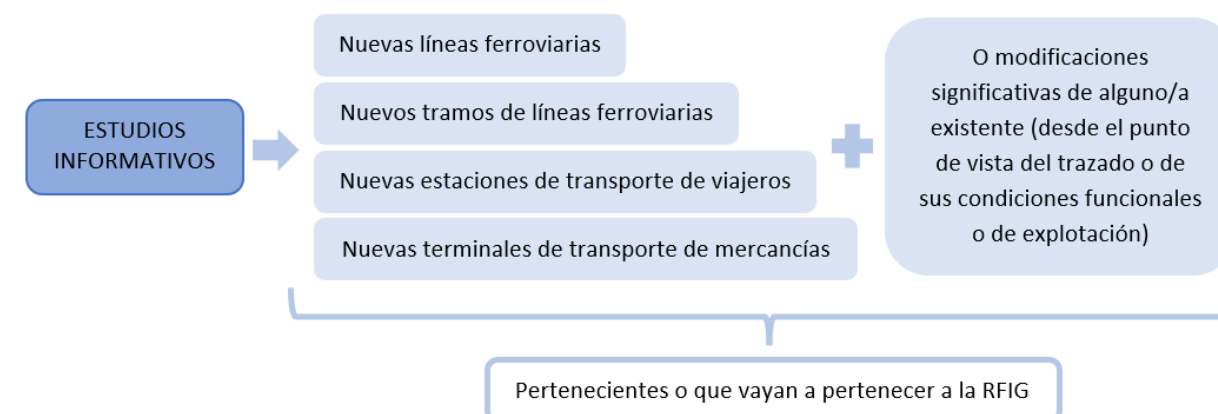 ESTUDIOS
INFORMATIVOS
Nuevas líneas ferroviarias
Nuevos tramos de líneas ferroviarias
Nuevas estaciones de transporte de viajeros
Nuevas terminales de transporte de mercancías
O modificaciones
significativas de alguno/a
existente (desde el punto
de vista del trazado o de
sus condiciones funcionales
o de explotación)
Pertenecientes o que vayan a pertenecer a la RFIG